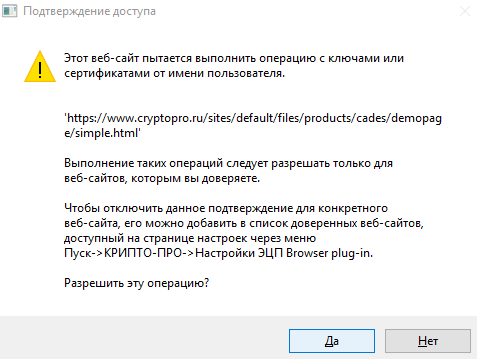 Подтверждение доступа
Этот веб-сайт пытается выполнить операцию с ключами или
сертификатами от имени пользователя.
'https://www.cryptopro.ru/sites/default/files/products/cades/demopag
e/simple.html'
Выполнение таких операций следует разрешать только для
веб-сайтов, которым вы доверяете.
Чтобы отключить данное подтверждение для конкретного
веб-сайта, его можно добавить в список доверенных веб-сайтов,
доступный на странице настроек через меню
Пуск->КРИПТО-ПРО->Настройки ЭЦП Browser plug-in.
Разрешить эту операцию?
Да
Нет